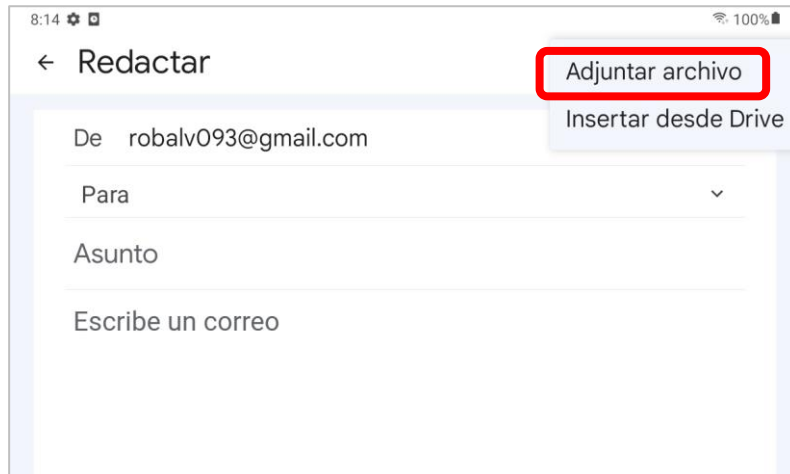 8:14 100%
Redactar
Adjuntar archivo
Insertar desde Drive
De robalv093@gmail.com
Para
Asunto
Escribe un correo